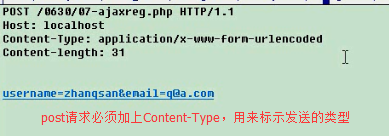 POST /0630/07-ajaxreg.php HTTP/1.1
Host: localhost
Content-Type: application/x-www-form-urlencoded
Content-length: 31
username=zhangsan&email=q@a.com
post请求必须加上Content-Type，用来标示发送的类型